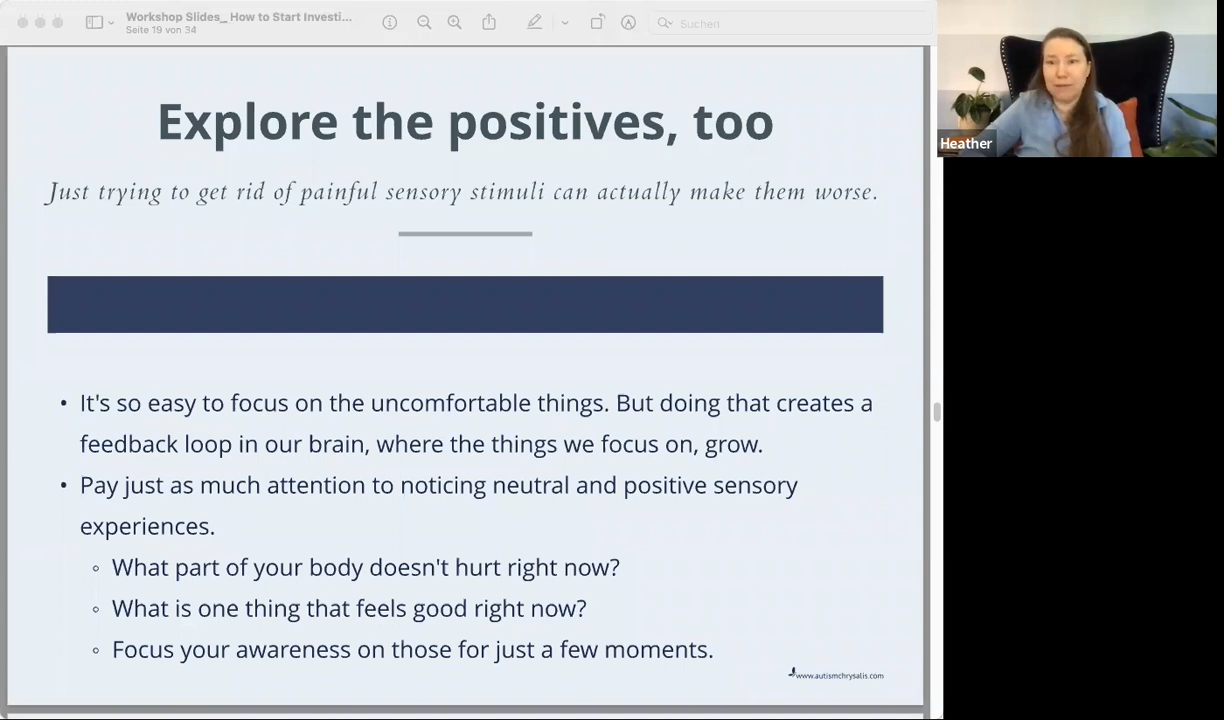 Workshop Slides_ How to Start Investi...
Seite 19 von 34
Suchen
Explore the positives, too
Just trying to get rid of painful sensory stimuli can actually make them worse.
• It's so easy to focus on the uncomfortable things. But doing that creates a
feedback loop in our brain, where the things we focus on, grow.
• Pay just as much attention to noticing neutral and positive sensory
experiences.
◦ What part of your body doesn't hurt right now?
◦ What is one thing that feels good right now?
◦ Focus your awareness on those for just a few moments.
www.autismchrysalis.com
Heather